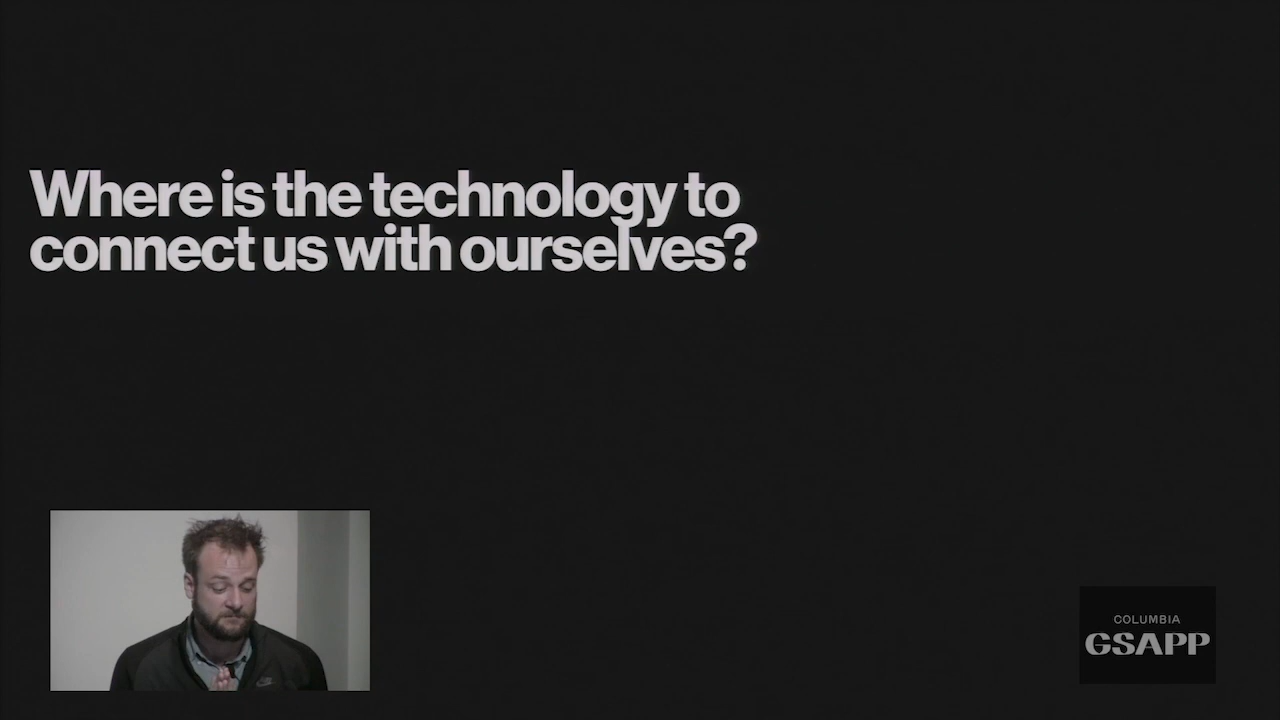 Where is the technology to
connect us with ourselves?
COLUMBIA
GSAPP